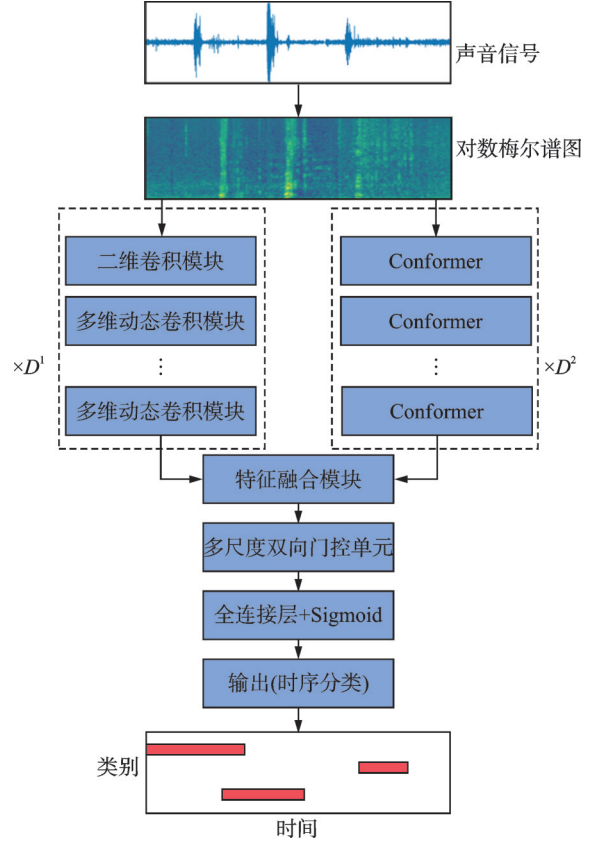 声音信号
对数梅尔谱图
二维卷积模块
多维动态卷积模块
⋮
×D¹
多维动态卷积模块
Conformer
Conformer
⋮
×D²
Conformer
特征融合模块
多尺度双向门控单元
全连接层+Sigmoid
输出(时序分类)
类别
时间